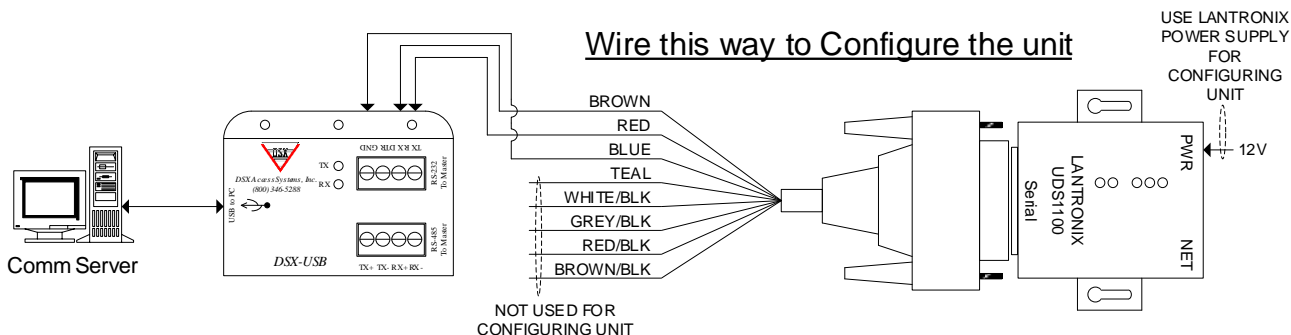 Wire this way to Configure the unit
USE LANTRONIX
POWER SUPPLY
FOR
CONFIGURING
UNIT
BROWN
RED
BLUE
TEAL
WHITE/BLK
GREY/BLK
RED/BLK
BROWN/BLK
NOT USED FOR
CONFIGURING UNIT
Comm Server
USB to PC
DSX
DSX Access Systems, Inc.
(800) 346-5288
TX
RX
TX RX DTR GND
RS-232
To Master
RS-485
To Master
TX+ TX- RX+ RX-
DSX-USB
LANTRONIX
UDS1100
Serial
PWR
NET
12V